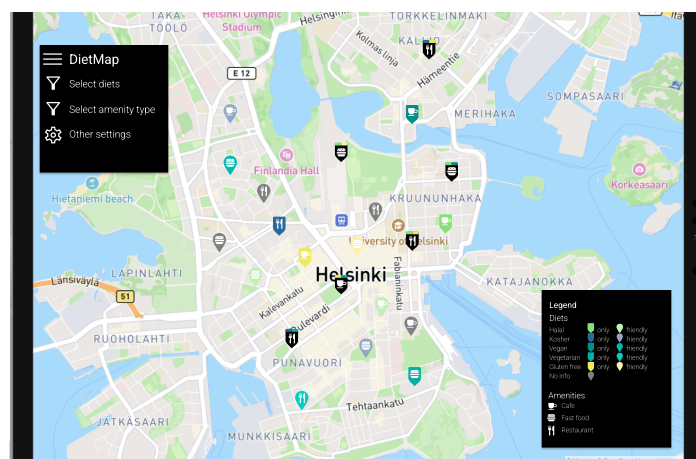 TAKA-
TÖÖLÖ
Helsinki Olympic
Stadium
Helsinginkatu
TORKKELINMÄKI
KALLIO
Kolmas linja
Hämeentie
E 12
SOMPASAARI
MERIHAKA
DietMap
Select diets
Select amenity type
Other settings
Finlandia Hall
Korkeasaari
Hietaniemi beach
KRUUNUNHAKA
University of Helsinki
LAPINLAHTI
Helsinki
Fabianinkatu
KATAJANOKKA
Länsiväylä
51
Kalevankatu
Bulevardi
RUOHOLAHTI
PUNAVUORI
Tehtaankatu
JÄTKÄSAARI
MUNKKISAARI
Legend
Diets
Halal only friendly
Kosher only friendly
Vegan only friendly
Vegetarian only friendly
Gluten free only friendly
No info
Amenities
Cafe
Fast food
Restaurant